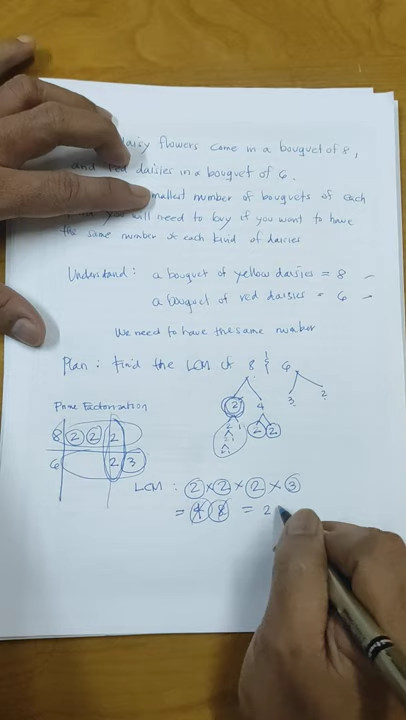 daisy flowers come in a bouquet of 8,
and red daisies in a bouquet of 6.
smallest number of bouquets of each
you will need to buy if you want to have
the same number of each kind of daisies
Understand: a bouquet of yellow daisies = 8
a bouquet of red daisies = 6
We need to have the same number
Plan: Find the LCM of 8 & 6
2 4 3 2
2 2
Prime Factorization
8 2 2 2
6 2 3
LCM: 2 × 2 × 2 × 3
= 4 8 = 2